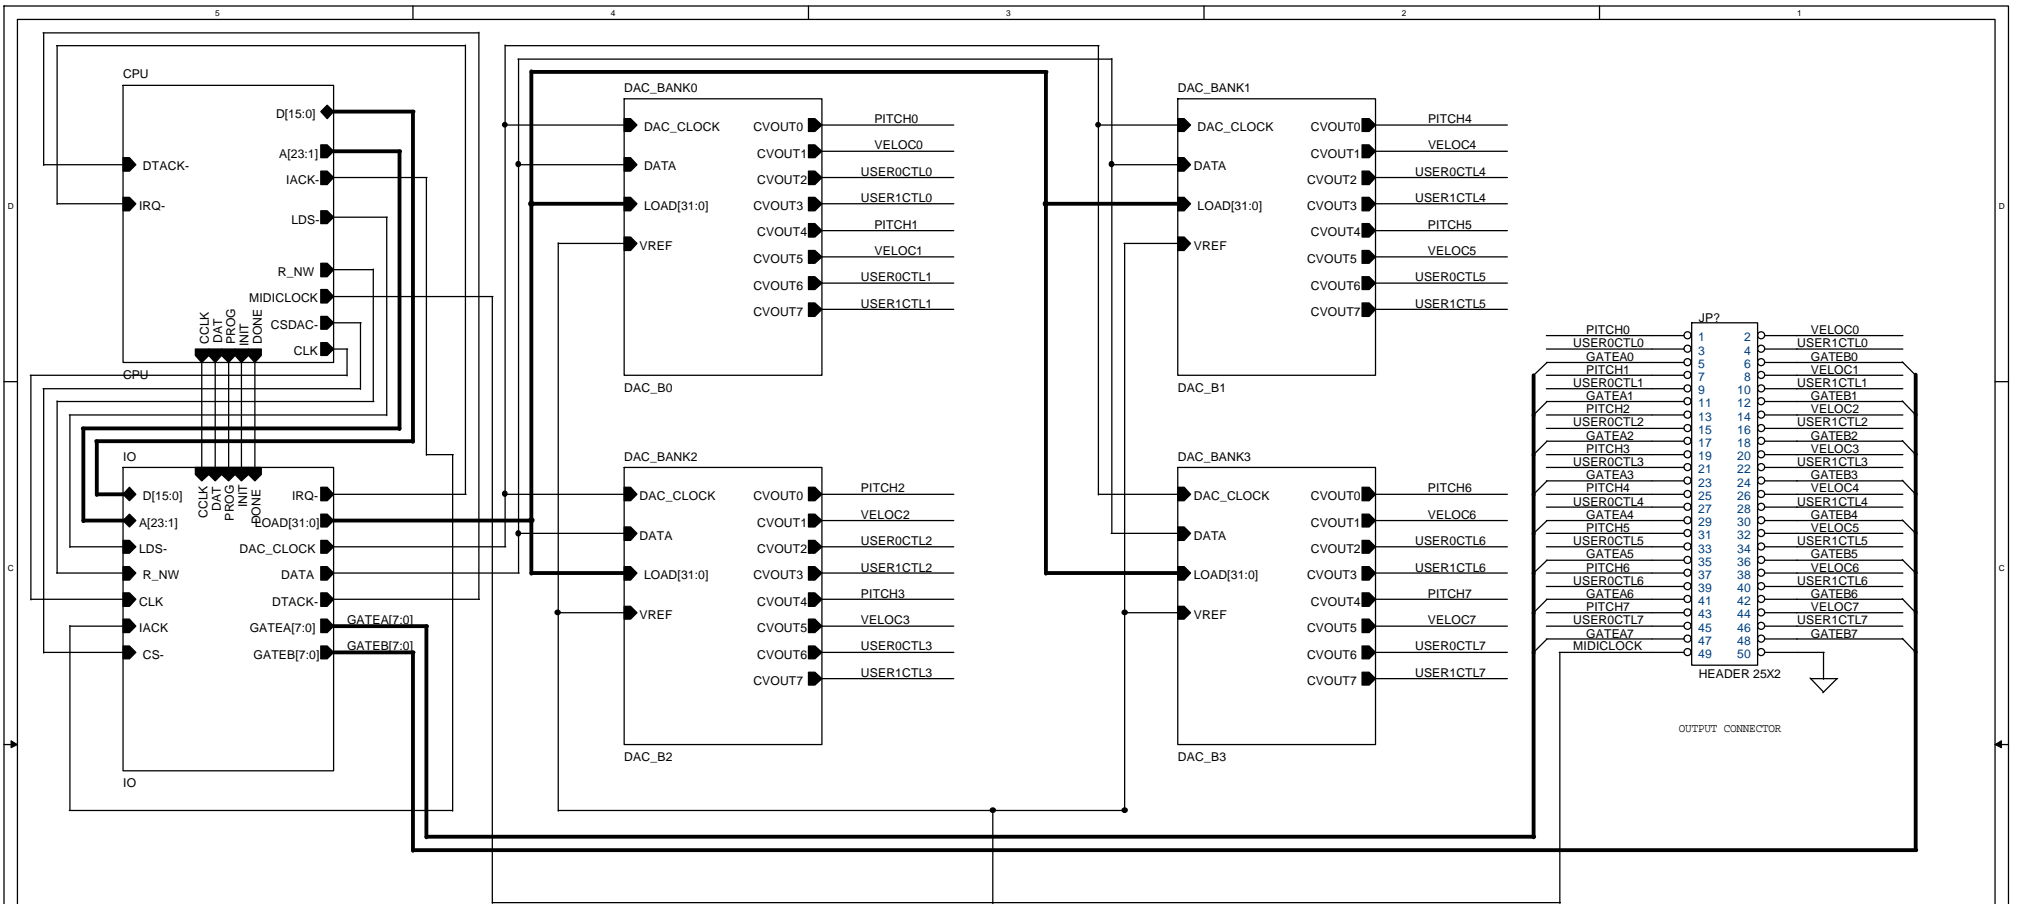 5 4 3 2 1
D
D
C
C
CPU
D[15:0]
A[23:1]
DTACK-
IACK-
IRQ-
LDS-
R_NW
MIDICLOCK
CSDAC-
CLK
CCLK
DAT
PROG
INIT
DONE
CPU
IO
CCLK
DAT
PROG
INIT
DONE
D[15:0]
IRQ-
A[23:1]
LOAD[31:0]
LDS-
DAC_CLOCK
R_NW
DATA
CLK
DTACK-
IACK
GATEA[7:0]
GATEA[7:0]
CS-
GATEB[7:0]
GATEB[7:0]
IO
DAC_BANK0
DAC_CLOCK
CVOUT0
PITCH0
CVOUT1
VELOC0
DATA
CVOUT2
USER0CTL0
LOAD[31:0]
CVOUT3
USER1CTL0
CVOUT4
PITCH1
VREF
CVOUT5
VELOC1
CVOUT6
USER0CTL1
CVOUT7
USER1CTL1
DAC_B0
DAC_BANK2
DAC_CLOCK
CVOUT0
PITCH2
CVOUT1
VELOC2
DATA
CVOUT2
USER0CTL2
LOAD[31:0]
CVOUT3
USER1CTL2
CVOUT4
PITCH3
VREF
CVOUT5
VELOC3
CVOUT6
USER0CTL3
CVOUT7
USER1CTL3
DAC_B2
DAC_BANK1
DAC_CLOCK
CVOUT0
PITCH4
CVOUT1
VELOC4
DATA
CVOUT2
USER0CTL4
LOAD[31:0]
CVOUT3
USER1CTL4
CVOUT4
PITCH5
VREF
CVOUT5
VELOC5
CVOUT6
USER0CTL5
CVOUT7
USER1CTL5
DAC_B1
DAC_BANK3
DAC_CLOCK
CVOUT0
PITCH6
CVOUT1
VELOC6
DATA
CVOUT2
USER0CTL6
LOAD[31:0]
CVOUT3
USER1CTL6
CVOUT4
PITCH7
VREF
CVOUT5
VELOC7
CVOUT6
USER0CTL7
CVOUT7
USER1CTL7
DAC_B3
JP?
PITCH0 1 2 VELOC0
USER0CTL0 3 4 USER1CTL0
GATEA0 5 6 GATEB0
PITCH1 7 8 VELOC1
USER0CTL1 9 10 USER1CTL1
GATEA1 11 12 GATEB1
PITCH2 13 14 VELOC2
USER0CTL2 15 16 USER1CTL2
GATEA2 17 18 GATEB2
PITCH3 19 20 VELOC3
USER0CTL3 21 22 USER1CTL3
GATEA3 23 24 GATEB3
PITCH4 25 26 VELOC4
USER0CTL4 27 28 USER1CTL4
GATEA4 29 30 GATEB4
PITCH5 31 32 VELOC5
USER0CTL5 33 34 USER1CTL5
GATEA5 35 36 GATEB5
PITCH6 37 38 VELOC6
USER0CTL6 39 40 USER1CTL6
GATEA6 41 42 GATEB6
PITCH7 43 44 VELOC7
USER0CTL7 45 46 USER1CTL7
GATEA7 47 48 GATEB7
MIDICLOCK 49 50
HEADER 25X2
OUTPUT CONNECTOR